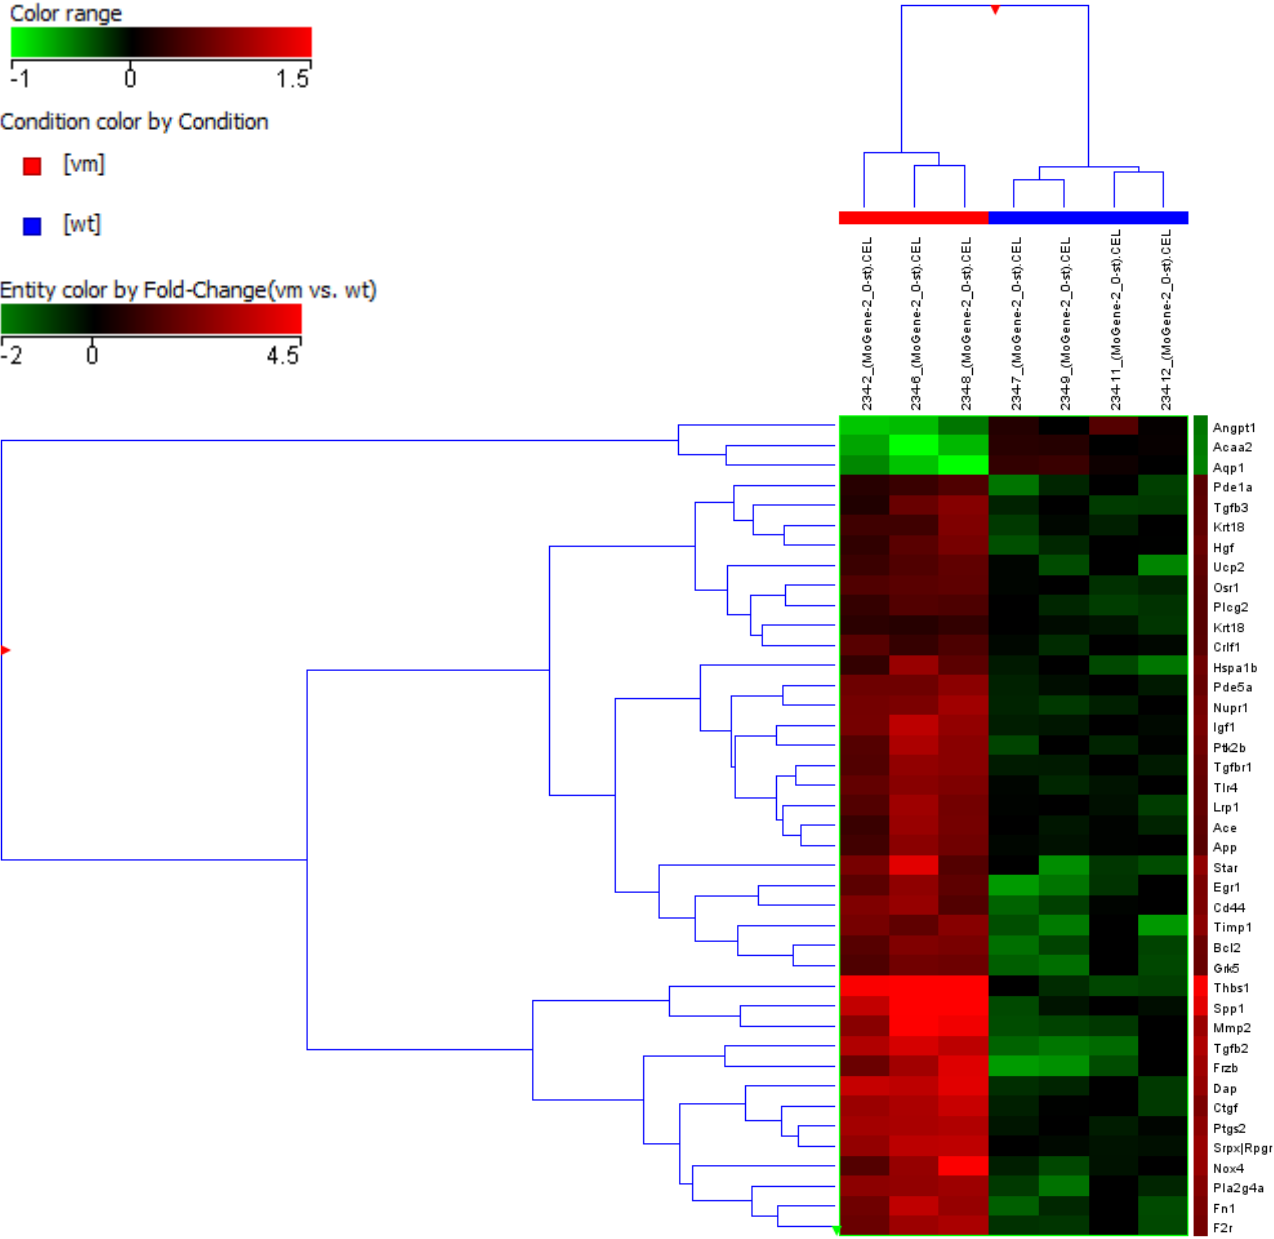 Color range
-1 0 1.5
Condition color by Condition
[vm]
[wt]
Entity color by Fold-Change(vm vs. wt)
-2 0 4.5
234-2_(MoGene-2_0-st).CEL
234-6_(MoGene-2_0-st).CEL
234-8_(MoGene-2_0-st).CEL
234-7_(MoGene-2_0-st).CEL
234-9_(MoGene-2_0-st).CEL
234-11_(MoGene-2_0-st).CEL
234-12_(MoGene-2_0-st).CEL
Angpt1
Acaa2
Aqp1
Pde1a
Tgfb3
Krt18
Hgf
Ucp2
Osr1
Plcg2
Krt18
Crlf1
Hspa1b
Pde5a
Nupr1
Igf1
Ptk2b
Tgfbr1
Tlr4
Lrp1
Ace
App
Star
Egr1
Cd44
Timp1
Bcl2
Grk5
Thbs1
Spp1
Mmp2
Tgfb2
Frzb
Dap
Ctgf
Ptgs2
Srpx|Rpgr
Nox4
Pla2g4a
Fn1
F2r